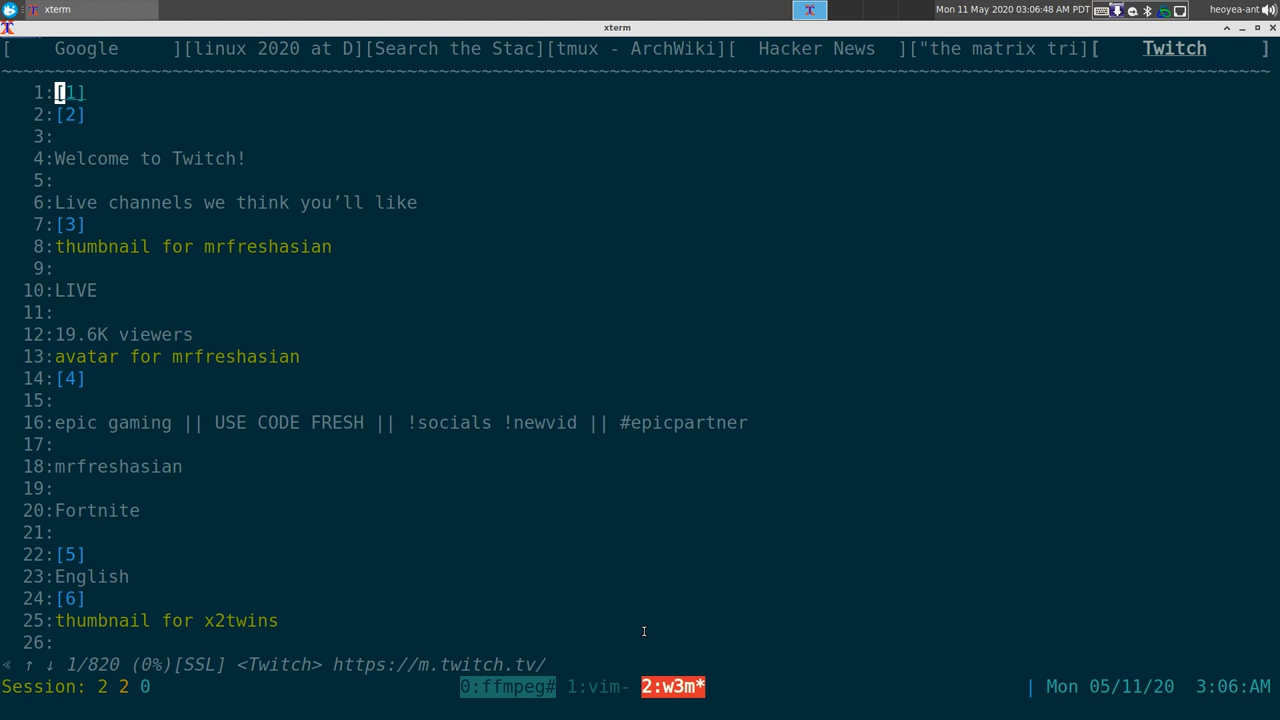 xterm
Mon 11 May 2020 03:06:48 AM PDT
heoyea-ant
xterm
[ Google ][linux 2020 at D][Search the Stac][tmux - ArchWiki][ Hacker News ]["the matrix tri][ Twitch ]
~~~~~~~~~~~~~~~~~~~~~~~~~~~~~~~~~~~~~~~~~~~~~~~~~~~~~~~~~~~~~~~~~~~~~~~~~~~~~~~~~~~~~~~~~~~~~~~~~~~~~~~~~~~~~~~~~~~~~~~
1:[1]
2:[2]
3:
4:Welcome to Twitch!
5:
6:Live channels we think you’ll like
7:[3]
8:thumbnail for mrfreshasian
9:
10:LIVE
11:
12:19.6K viewers
13:avatar for mrfreshasian
14:[4]
15:
16:epic gaming || USE CODE FRESH || !socials !newvid || #epicpartner
17:
18:mrfreshasian
19:
20:Fortnite
21:
22:[5]
23:English
24:[6]
25:thumbnail for x2twins
26:
↑ ↓ 1/820 (0%)[SSL] <Twitch> https://m.twitch.tv/
Session: 2 2 0 0:ffmpeg# 1:vim- 2:w3m* | Mon 05/11/20 3:06AM